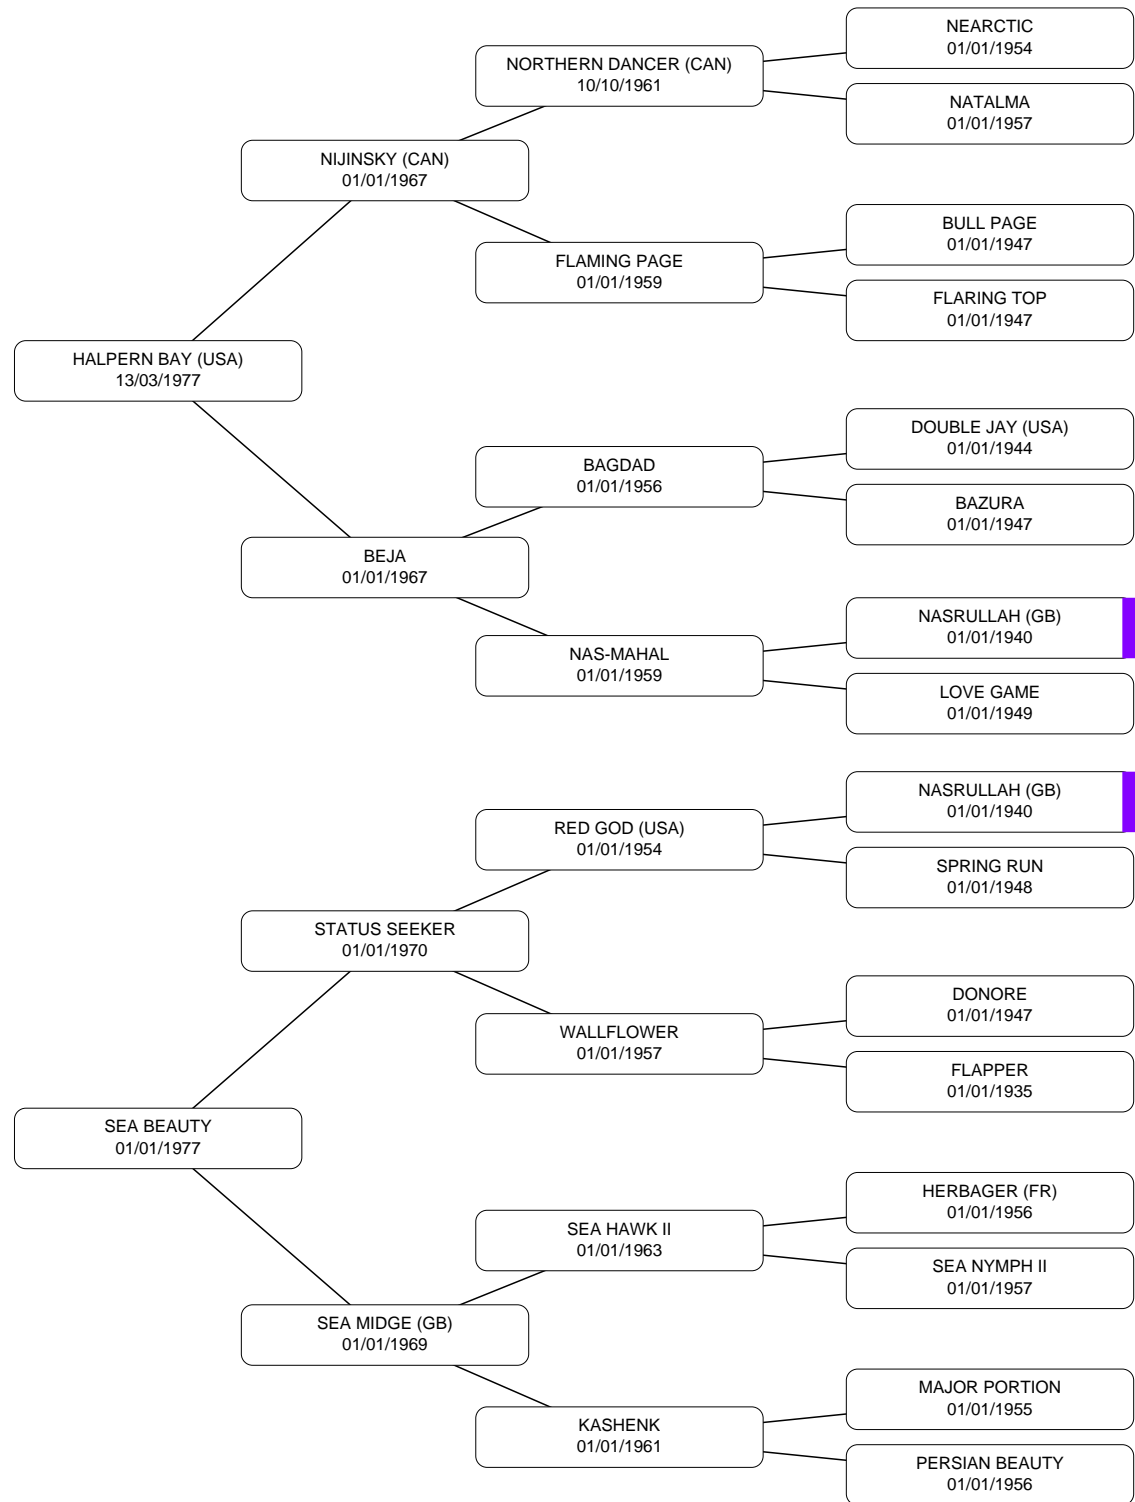 NEARCTIC
01/01/1954
NORTHERN DANCER (CAN)
10/10/1961
NATALMA
01/01/1957
NIJINSKY (CAN)
01/01/1967
BULL PAGE
01/01/1947
FLAMING PAGE
01/01/1959
FLARING TOP
01/01/1947
HALPERN BAY (USA)
13/03/1977
DOUBLE JAY (USA)
01/01/1944
BAGDAD
01/01/1956
BAZURA
01/01/1947
BEJA
01/01/1967
NASRULLAH (GB)
01/01/1940
NAS-MAHAL
01/01/1959
LOVE GAME
01/01/1949
NASRULLAH (GB)
01/01/1940
RED GOD (USA)
01/01/1954
SPRING RUN
01/01/1948
STATUS SEEKER
01/01/1970
DONORE
01/01/1947
WALLFLOWER
01/01/1957
FLAPPER
01/01/1935
SEA BEAUTY
01/01/1977
HERBAGER (FR)
01/01/1956
SEA HAWK II
01/01/1963
SEA NYMPH II
01/01/1957
SEA MIDGE (GB)
01/01/1969
MAJOR PORTION
01/01/1955
KASHENK
01/01/1961
PERSIAN BEAUTY
01/01/1956